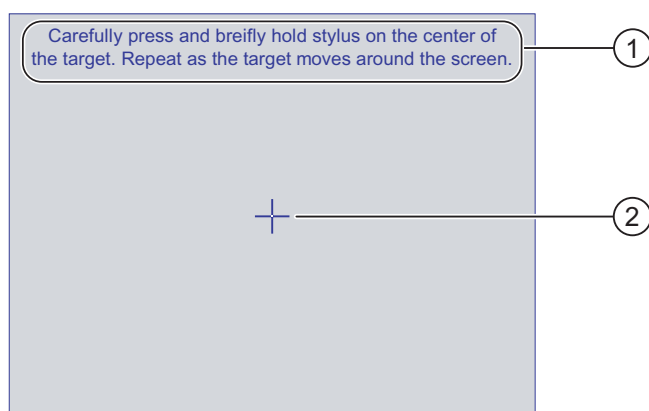 Carefully press and breifly hold stylus on the center of
the target. Repeat as the target moves around the screen.
1
2